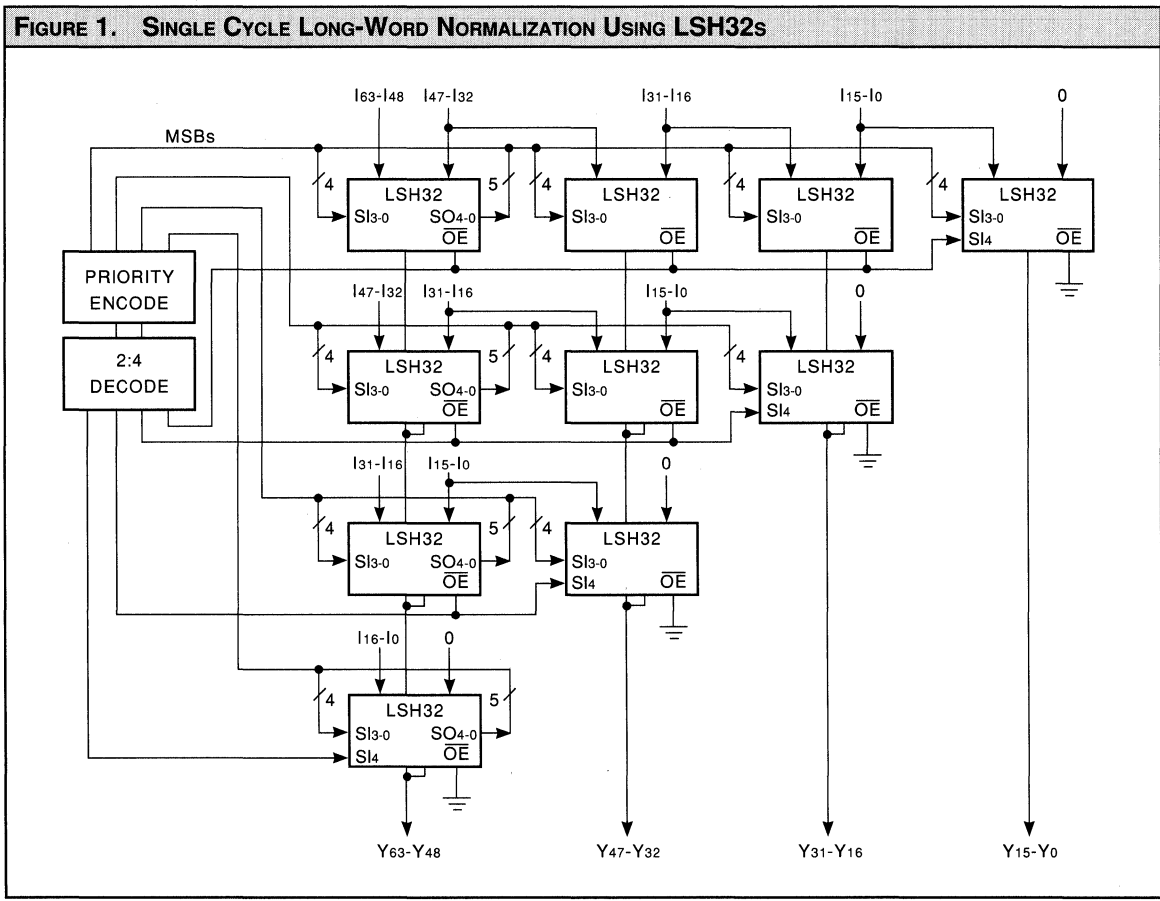 FIGURE 1. SINGLE CYCLE LONG-WORD NORMALIZATION USING LSH32S
I63-I48 I47-I32 I31-I16 I15-I0 0
MSBs
4 5 4 4 4
LSH32 LSH32 LSH32 LSH32
SI3-0 SO4-0 SI3-0 SI3-0 SI3-0
OE OE OE SI4 OE
PRIORITY
ENCODE
I47-I32 I31-I16 I15-I0 0
2:4
DECODE
4 5 4 4
LSH32 LSH32 LSH32
SI3-0 SO4-0 SI3-0 SI3-0
OE OE SI4 OE
I31-I16 I15-I0 0
4 5 4
LSH32 LSH32
SI3-0 SO4-0 SI3-0
OE SI4 OE
I16-I0 0
4 5
LSH32
SI3-0 SO4-0
SI4 OE
Y63-Y48 Y47-Y32 Y31-Y16 Y15-Y0